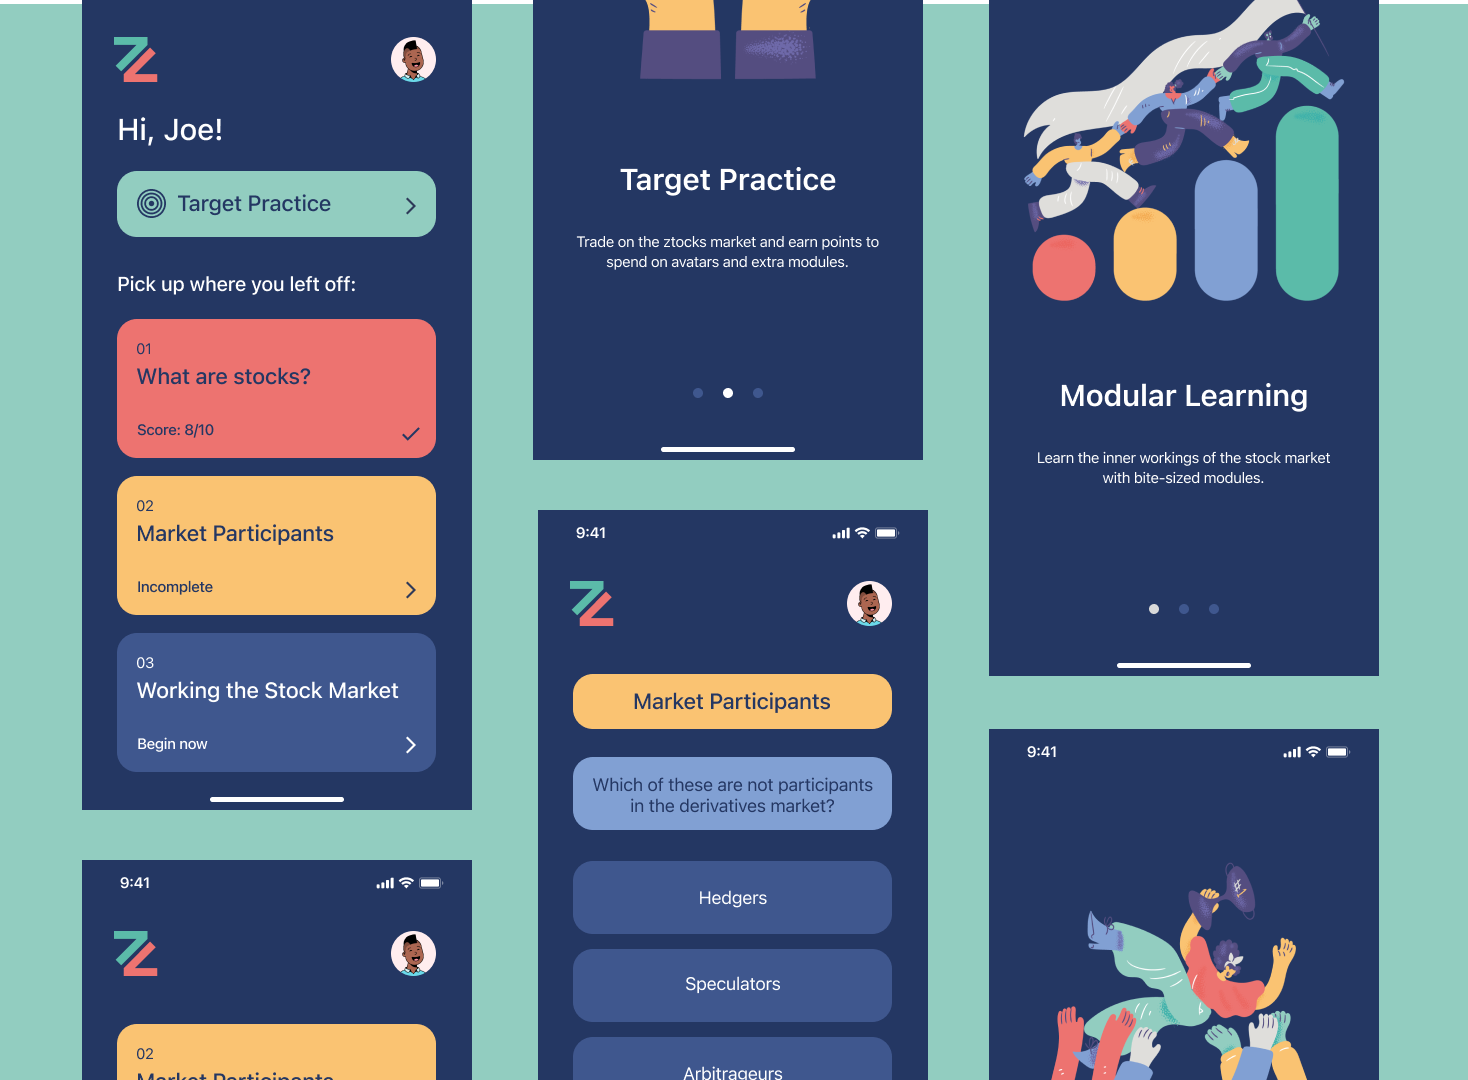 Hi, Joe!
Target Practice
Pick up where you left off:
01
What are stocks?
Score: 8/10
02
Market Participants
Incomplete
03
Working the Stock Market
Begin now
9:41
02
Market Participants
Target Practice
Trade on the ztocks market and earn points to
spend on avatars and extra modules.
9:41
Market Participants
Which of these are not participants
in the derivatives market?
Hedgers
Speculators
Arbitrageurs
Modular Learning
Learn the inner workings of the stock market
with bite-sized modules.
9:41
#1